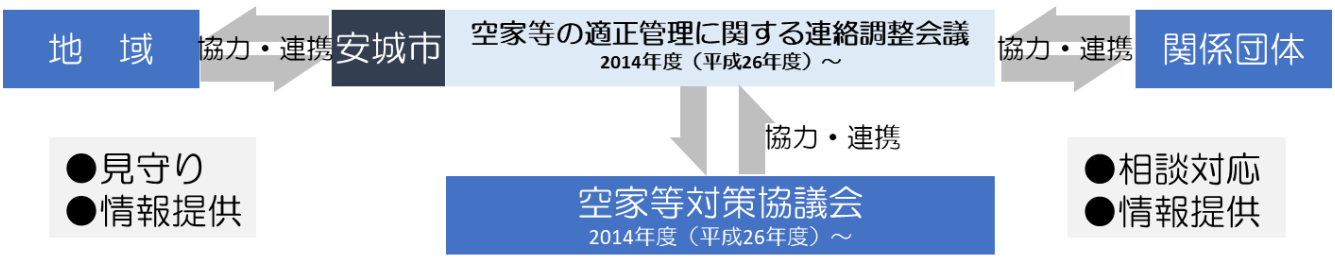 地　域
協力・連携
安城市
空家等の適正管理に関する連絡調整会議
2014年度（平成26年度）～
協力・連携
関係団体
●見守り
●情報提供
協力・連携
●相談対応
●情報提供
空家等対策協議会
2014年度（平成26年度）～